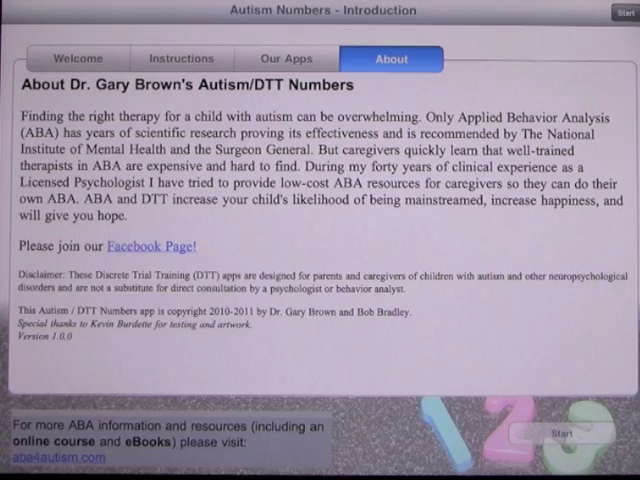 Autism Numbers - Introduction
Start
Welcome
Instructions
Our Apps
About
About Dr. Gary Brown's Autism/DTT Numbers
Finding the right therapy for a child with autism can be overwhelming. Only Applied Behavior Analysis
(ABA) has years of scientific research proving its effectiveness and is recommended by The National
Institute of Mental Health and the Surgeon General. But caregivers quickly learn that well-trained
therapists in ABA are expensive and hard to find. During my forty years of clinical experience as a
Licensed Psychologist I have tried to provide low-cost ABA resources for caregivers so they can do their
own ABA. ABA and DTT increase your child's likelihood of being mainstreamed, increase happiness, and
will give you hope.
Please join our Facebook Page!
Disclaimer: These Discrete Trial Training (DTT) apps are designed for parents and caregivers of children with autism and other neuropsychological
disorders and are not a substitute for direct consultation by a psychologist or behavior analyst.
This Autism / DTT Numbers app is copyright 2010-2011 by Dr. Gary Brown and Bob Bradley.
Special thanks to Kevin Burdette for testing and artwork.
Version 1.0.0
For more ABA information and resources (including an
online course and eBooks) please visit:
aba4autism.com
123
Start